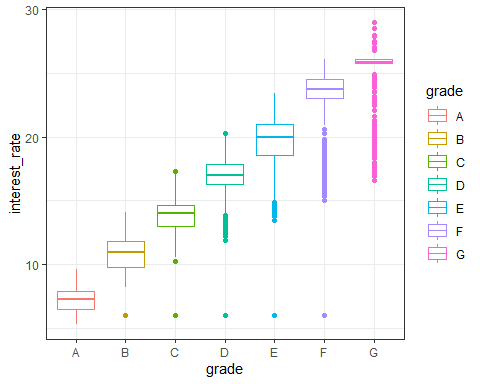 30
20
10
interest_rate
A B C D E F G
grade
grade
A
B
C
D
E
F
G